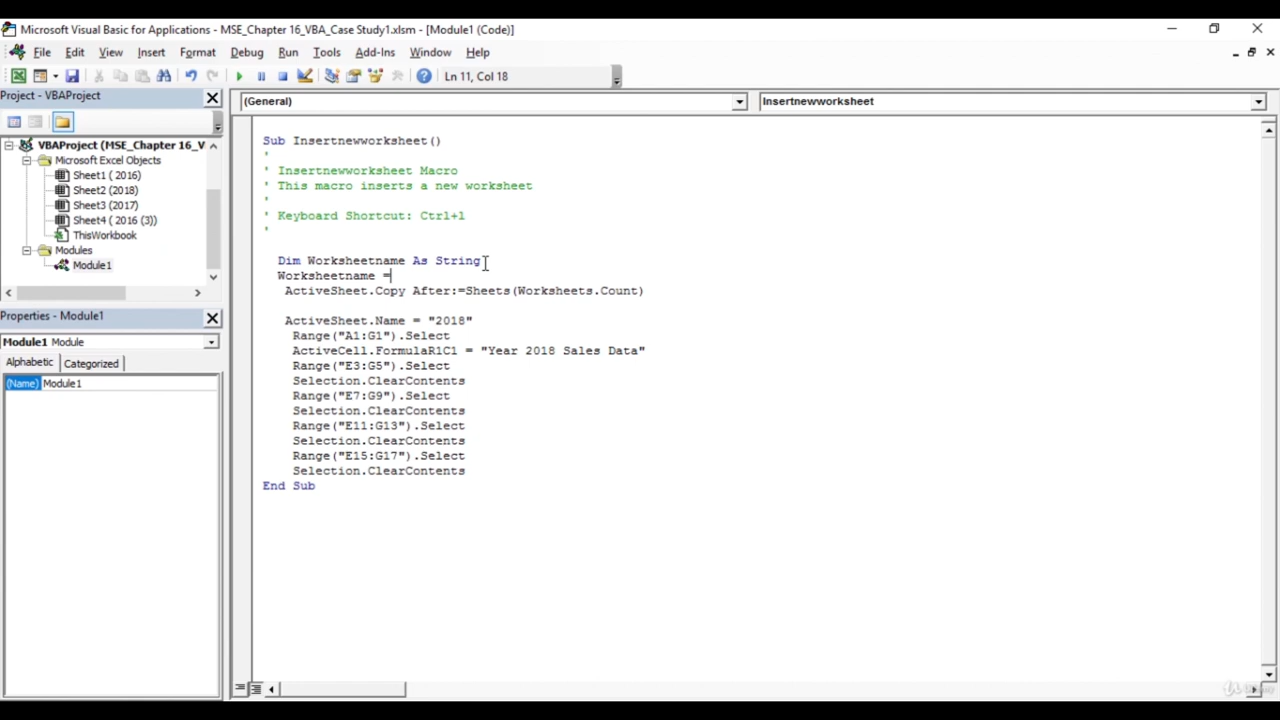 Microsoft Visual Basic for Applications - MSE_Chapter 16_VBA_Case Study1.xlsm - [Module1 (Code)]
File Edit View Insert Format Debug Run Tools Add-Ins Window Help
Ln 11, Col 18
Project - VBAProject
(General)
Insertnewworksheet
VBAProject (MSE_Chapter 16_V
Microsoft Excel Objects
Sheet1 ( 2016)
Sheet2 (2018)
Sheet3 (2017)
Sheet4 ( 2016 (3))
ThisWorkbook
Modules
Module1
Properties - Module1
Module1 Module
Alphabetic Categorized
(Name) Module1
Sub Insertnewworksheet()
'
' Insertnewworksheet Macro
' This macro inserts a new worksheet
'
' Keyboard Shortcut: Ctrl+l
'
Dim Worksheetname As String
Worksheetname =
ActiveSheet.Copy After:=Sheets(Worksheets.Count)
ActiveSheet.Name = "2018"
Range("A1:G1").Select
ActiveCell.FormulaR1C1 = "Year 2018 Sales Data"
Range("E3:G5").Select
Selection.ClearContents
Range("E7:G9").Select
Selection.ClearContents
Range("E11:G13").Select
Selection.ClearContents
Range("E15:G17").Select
Selection.ClearContents
End Sub